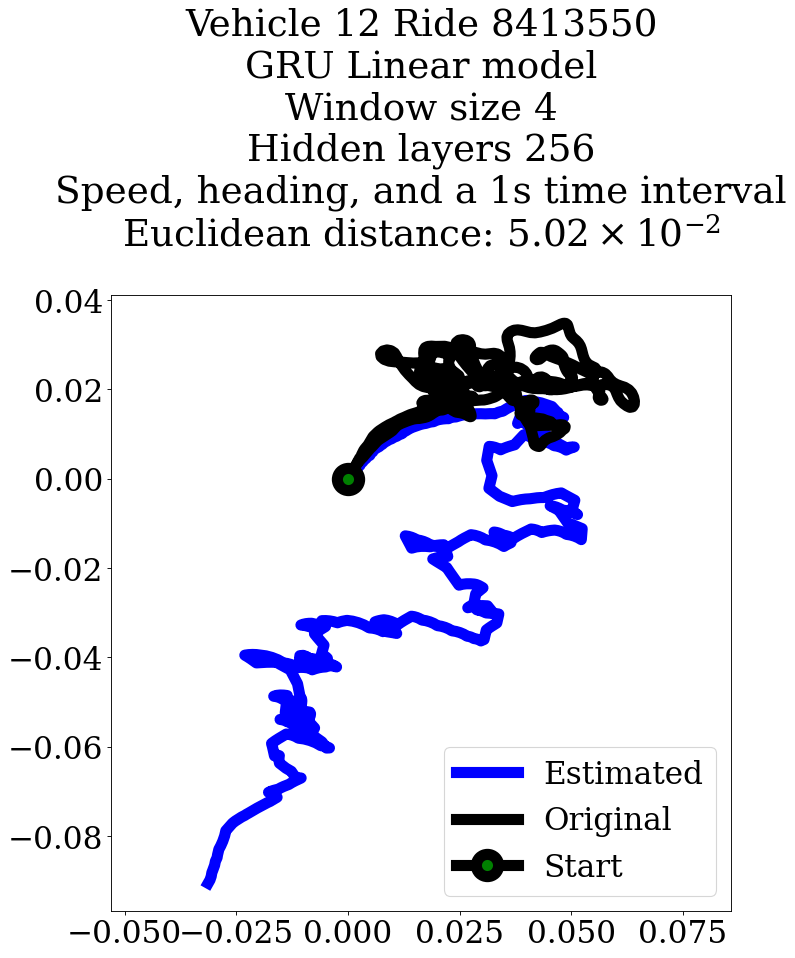 Vehicle 12 Ride 8413550
GRU Linear model
Window size 4
Hidden layers 256
Speed, heading, and a 1s time interval
Euclidean distance: 5.02 × 10⁻²
0.04
0.02
0.00
−0.02
−0.04
−0.06
−0.08
Estimated
Original
Start
−0.050 −0.025 0.000 0.025 0.050 0.075